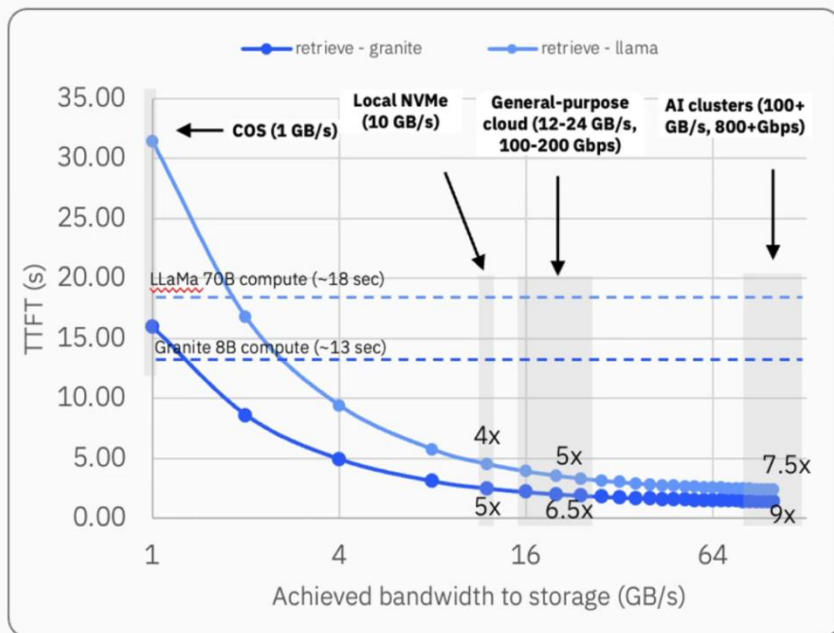 retrieve - granite
retrieve - llama
35.00
30.00
25.00
20.00
15.00
10.00
5.00
0.00
TTFT (s)
COS (1 GB/s)
Local NVMe
(10 GB/s)
General-purpose
cloud (12-24 GB/s,
100-200 Gbps)
AI clusters (100+
GB/s, 800+Gbps)
LLaMa 70B compute (~18 sec)
Granite 8B compute (~13 sec)
4x
5x
7.5x
5x
6.5x
9x
1
4
16
64
Achieved bandwidth to storage (GB/s)